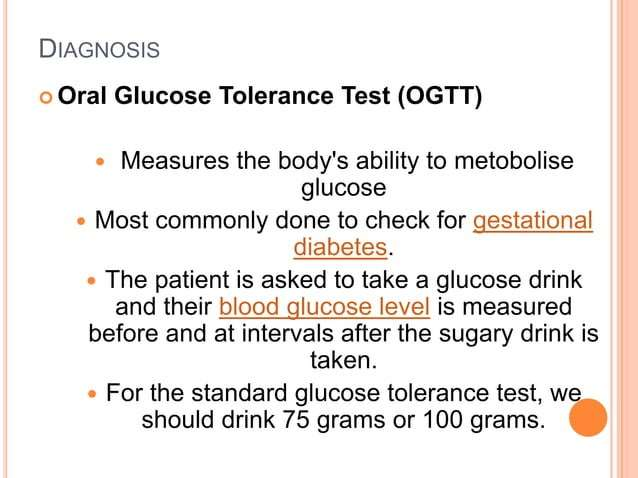 DIAGNOSIS
Oral Glucose Tolerance Test (OGTT)
• Measures the body's ability to metobolise
glucose
• Most commonly done to check for gestational
diabetes.
• The patient is asked to take a glucose drink
and their blood glucose level is measured
before and at intervals after the sugary drink is
taken.
• For the standard glucose tolerance test, we
should drink 75 grams or 100 grams.